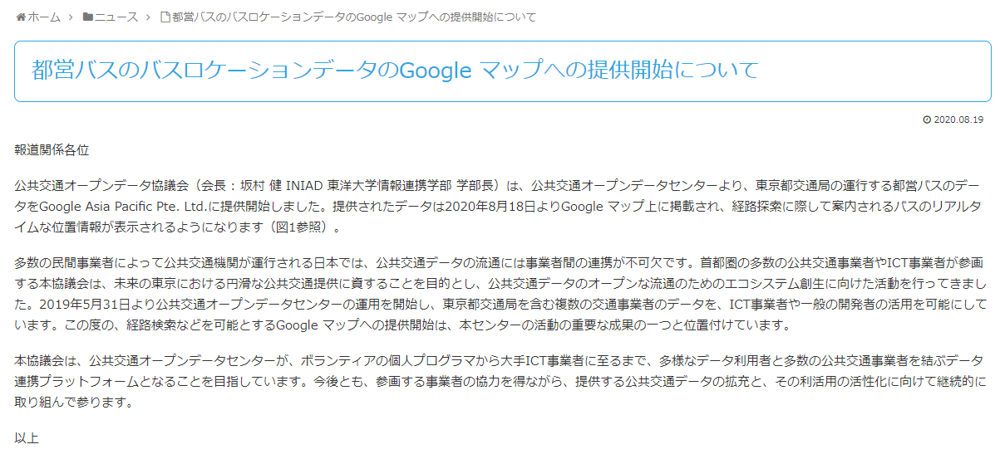 ホーム > ニュース > 都営バスのバスロケーションデータのGoogle マップへの提供開始について
都営バスのバスロケーションデータのGoogle マップへの提供開始について
2020.08.19
報道関係各位
公共交通オープンデータ協議会（会長：坂村 健 INIAD 東洋大学情報連携学部 学部長）は、公共交通オープンデータセンターより、東京都交通局の運行する都営バスのデー
タをGoogle Asia Pacific Pte. Ltd.に提供開始しました。提供されたデータは2020年8月18日よりGoogle マップ上に掲載され、経路探索に際して案内されるバスのリアルタ
イムな位置情報が表示されるようになります（図1参照）。
多数の民間事業者によって公共交通機関が運行される日本では、公共交通データの流通には事業者間の連携が不可欠です。首都圏の多数の公共交通事業者やICT事業者が参画
する本協議会は、未来の東京における円滑な公共交通提供に資することを目的とし、公共交通データのオープンな流通のためのエコシステム創生に向けた活動を行ってきまし
た。2019年5月31日より公共交通オープンデータセンターの運用を開始し、東京都交通局を含む複数の交通事業者のデータを、ICT事業者や一般の開発者の活用を可能にして
います。この度の、経路検索などを可能とするGoogle マップへの提供開始は、本センターの活動の重要な成果の一つと位置付けています。
本協議会は、公共交通オープンデータセンターが、ボランティアの個人プログラマから大手ICT事業者に至るまで、多様なデータ利用者と多数の公共交通事業者を結ぶデータ
連携プラットフォームとなることを目指しています。今後とも、参画する事業者の協力を得ながら、提供する公共交通データの拡充と、その利活用の活性化に向けて継続的に
取り組んで参ります。
以上